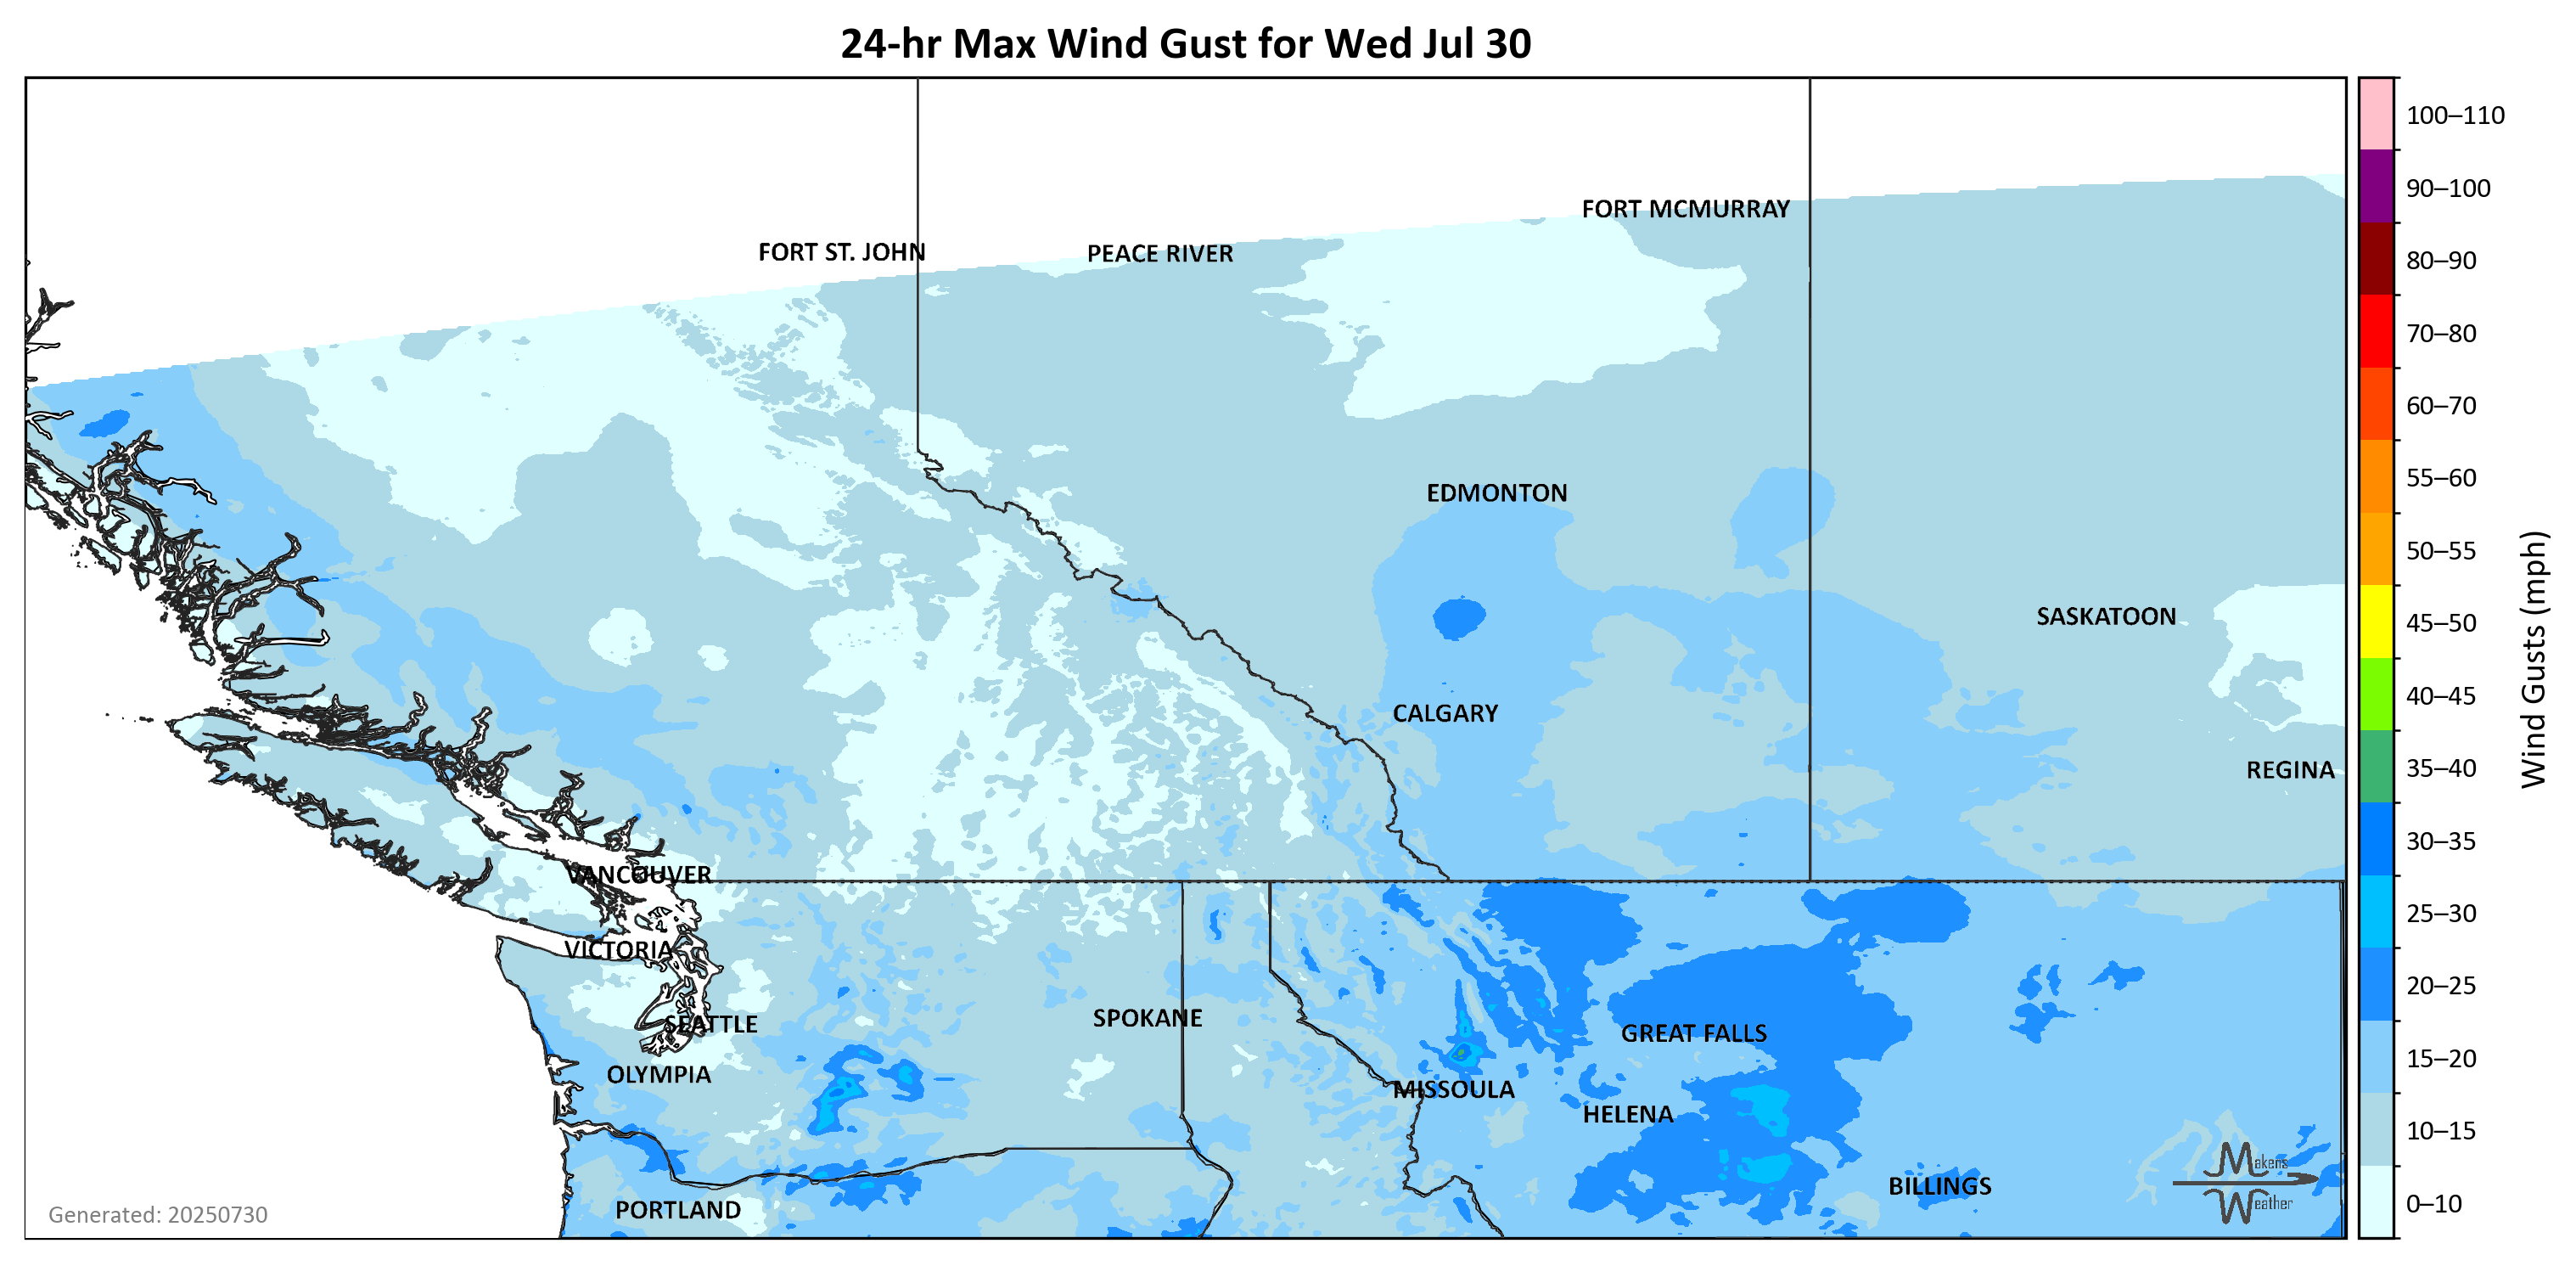 24-hr Max Wind Gust for Wed Jul 30
100–110
90–100
80–90
70–80
60–70
55–60
50–55
45–50
40–45
35–40
30–35
25–30
20–25
15–20
10–15
0–10
Wind Gusts (mph)
FORT MCMURRAY
FORT ST. JOHN
PEACE RIVER
EDMONTON
SASKATOON
CALGARY
REGINA
VANCOUVER
VICTORIA
SPOKANE
SEATTLE
GREAT FALLS
OLYMPIA
MISSOULA
HELENA
BILLINGS
PORTLAND
Makens
Weather
Generated: 20250730